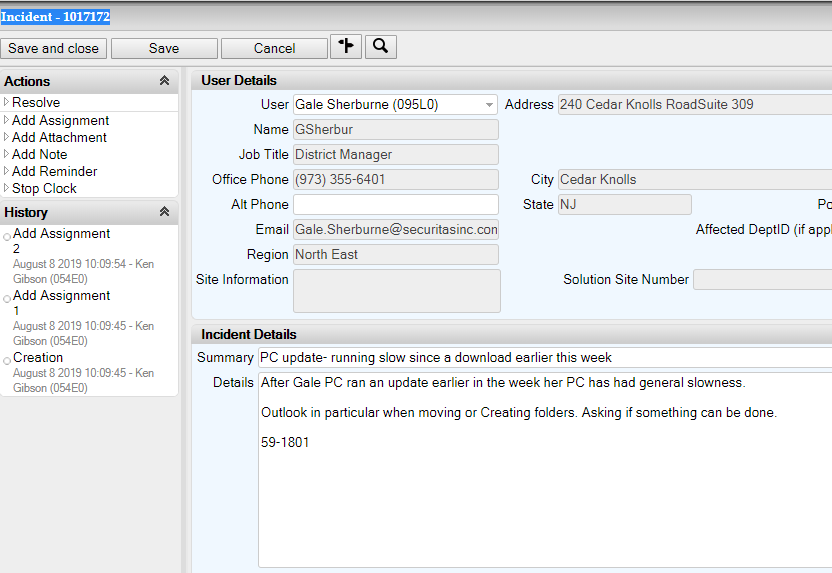 Incident - 1017172
Save and close
Save
Cancel
Actions
Resolve
Add Assignment
Add Attachment
Add Note
Add Reminder
Stop Clock
History
Add Assignment
2
August 8 2019 10:09:54 - Ken
Gibson (054E0)
Add Assignment
1
August 8 2019 10:09:45 - Ken
Gibson (054E0)
Creation
August 8 2019 10:09:45 - Ken
Gibson (054E0)
User Details
User Gale Sherburne (095L0) Address 240 Cedar Knolls RoadSuite 309
Name GSherbur
Job Title District Manager
Office Phone (973) 355-6401 City Cedar Knolls
Alt Phone State NJ Po
Email Gale.Sherburne@securitasinc.con Affected DeptID (if appl
Region North East
Site Information Solution Site Number
Incident Details
Summary PC update- running slow since a download earlier this week
Details After Gale PC ran an update earlier in the week her PC has had general slowness.
Outlook in particular when moving or Creating folders. Asking if something can be done.
59-1801